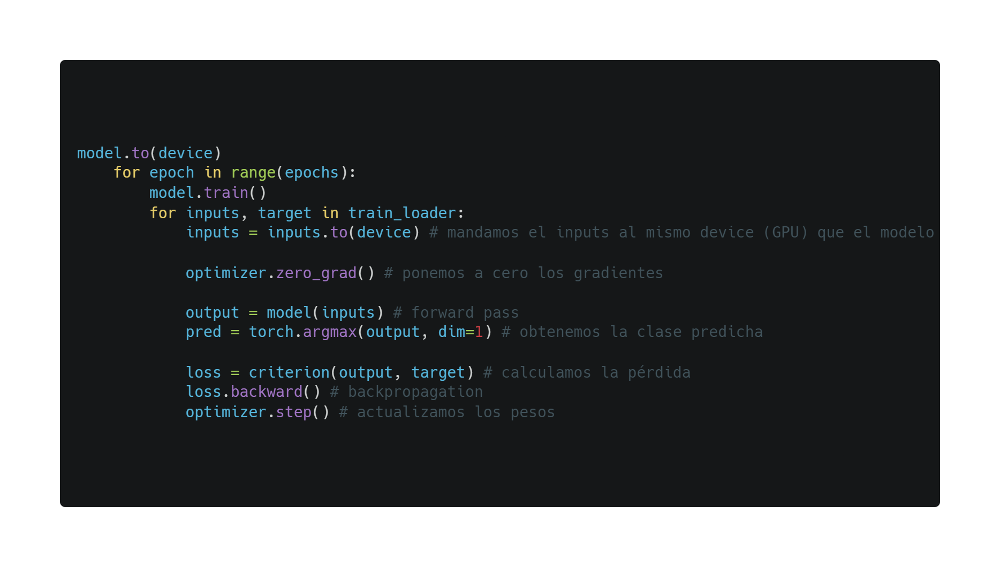 model.to(device)
    for epoch in range(epochs):
        model.train()
        for inputs, target in train_loader:
            inputs = inputs.to(device) # mandamos el inputs al mismo device (GPU) que el modelo
            optimizer.zero_grad() # ponemos a cero los gradientes
            output = model(inputs) # forward pass
            pred = torch.argmax(output, dim=1) # obtenemos la clase predicha
            loss = criterion(output, target) # calculamos la pérdida
            loss.backward() # backpropagation
            optimizer.step() # actualizamos los pesos